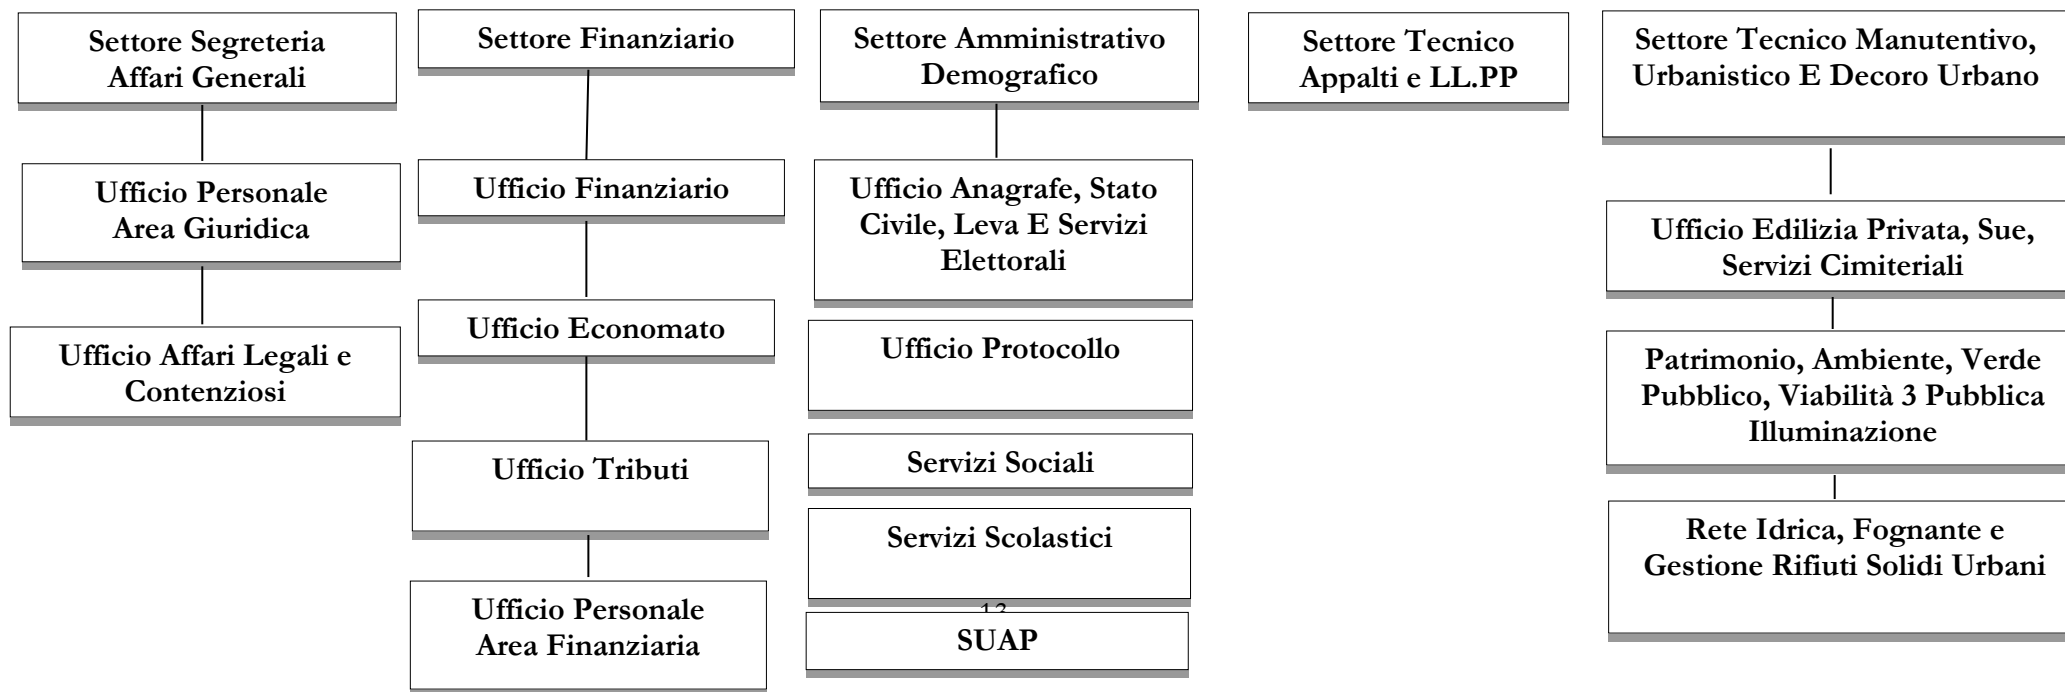 Settore Segreteria
Affari Generali
Ufficio Personale
Area Giuridica
Ufficio Affari Legali e
Contenziosi
Settore Finanziario
Ufficio Finanziario
Ufficio Economato
Ufficio Tributi
Ufficio Personale
Area Finanziaria
Settore Amministrativo
Demografico
Ufficio Anagrafe, Stato
Civile, Leva E Servizi
Elettorali
Ufficio Protocollo
Servizi Sociali
Servizi Scolastici
SUAP
Settore Tecnico
Appalti e LL.PP
Settore Tecnico Manutentivo,
Urbanistico E Decoro Urbano
Ufficio Edilizia Privata, Sue,
Servizi Cimiteriali
Patrimonio, Ambiente, Verde
Pubblico, Viabilità 3 Pubblica
Illuminazione
Rete Idrica, Fognante e
Gestione Rifiuti Solidi Urbani